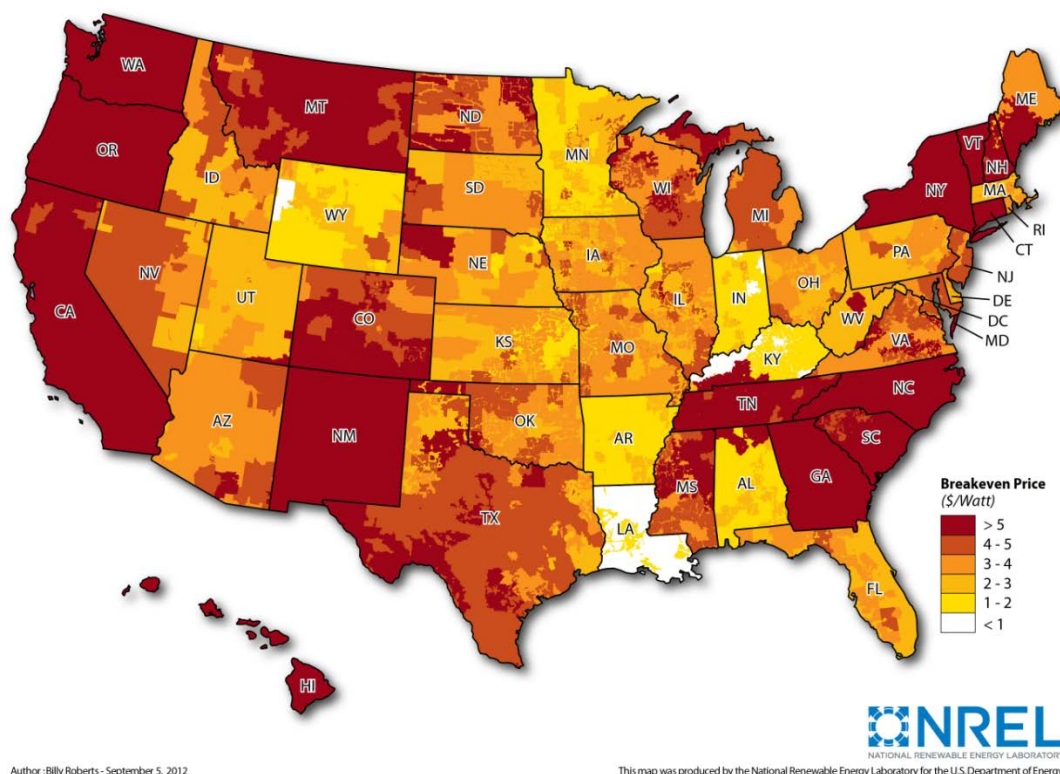 WA
MT
ND
MN
ME
VT
NH
OR
ID
SD
WI
NY
MA
MI
WY
RI
CT
IA
PA
NE
NV
OH
NJ
UT
IL
IN
DE
CA
CO
WV
DC
KS
MO
VA
MD
KY
NC
TN
AZ
OK
NM
AR
SC
MS
AL
GA
TX
LA
FL
HI
Breakeven Price
($/Watt)
> 5
4 - 5
3 - 4
2 - 3
1 - 2
< 1
NREL
NATIONAL RENEWABLE ENERGY LABORATORY
Author : Billy Roberts - September 5, 2012
This map was produced by the National Renewable Energy Laboratory for the U.S. Department of Energy